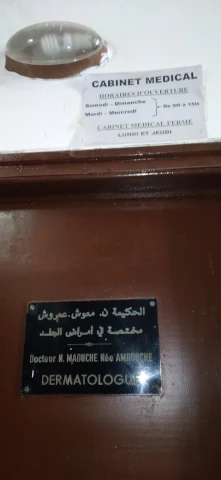 CABINET MEDICAL
HORAIRES D'OUVERTURE
Samedi - Dimanche
Mardi - Mercredi
De 9H à 15H
CABINET MEDICAL FERME
LUNDI ET JEUDI
الحكيمة ن. معوش. عمروش
مختصة في أمراض الجلد
Docteur N. MAOUCHE Née AMROUCHE
DERMATOLOGUE